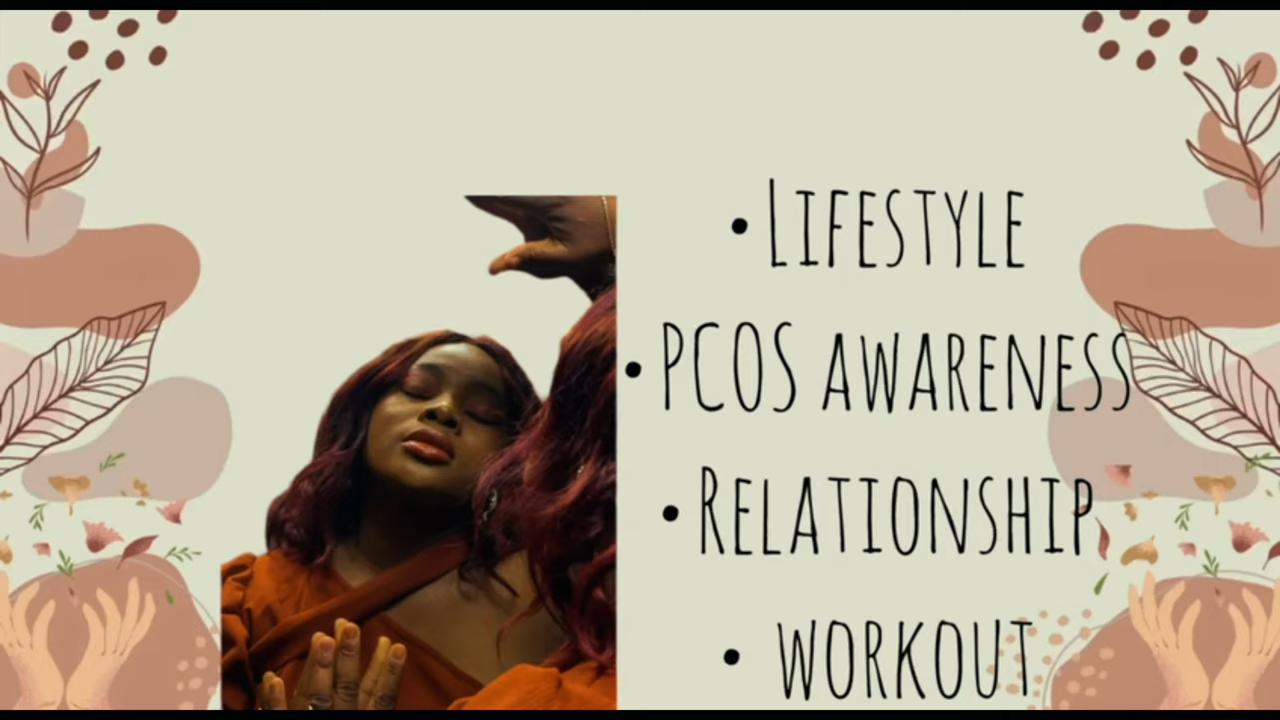 • Lifestyle
• PCOS awareness
• Relationship
• workout